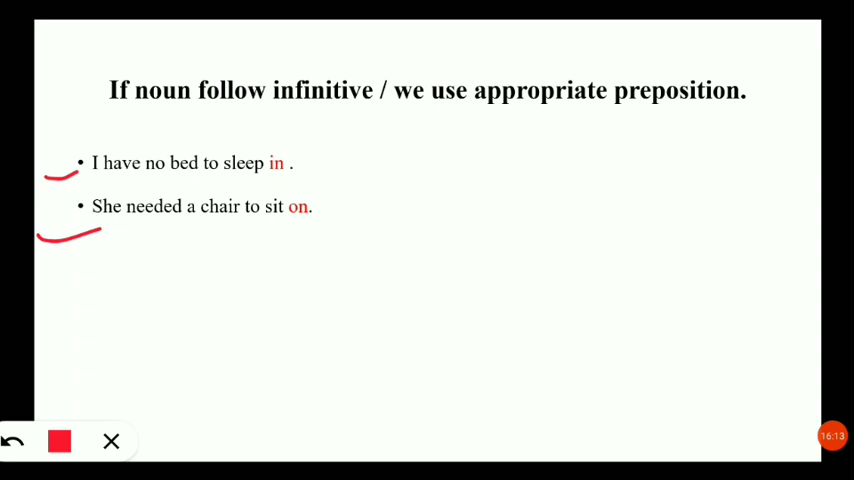 If noun follow infinitive / we use appropriate preposition.
• I have no bed to sleep in .
• She needed a chair to sit on.
16:13